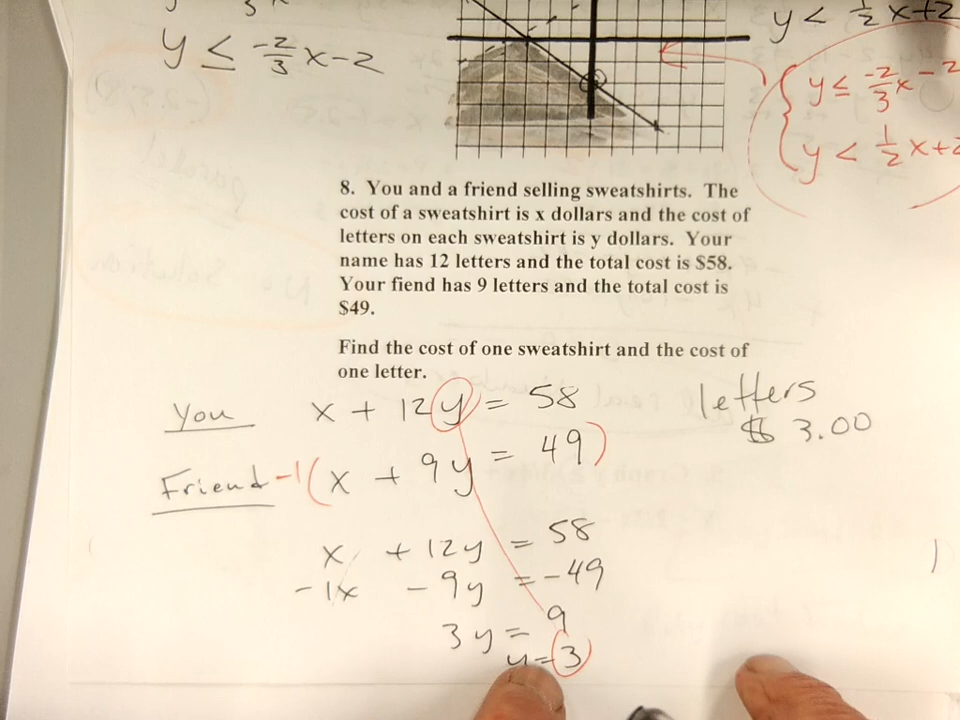 y ≤ -2/3 x - 2
y < 1/2 x + 2
y ≤ -2/3 x - 2
y < 1/2 x + 2
8. You and a friend selling sweatshirts. The
cost of a sweatshirt is x dollars and the cost of
letters on each sweatshirt is y dollars. Your
name has 12 letters and the total cost is $58.
Your fiend has 9 letters and the total cost is
$49.
Find the cost of one sweatshirt and the cost of
one letter.
You x + 12y = 58
letters
$ 3.00
Friend -1(x + 9y = 49)
x + 12y = 58
-1x - 9y = -49
3y = 9
y = 3